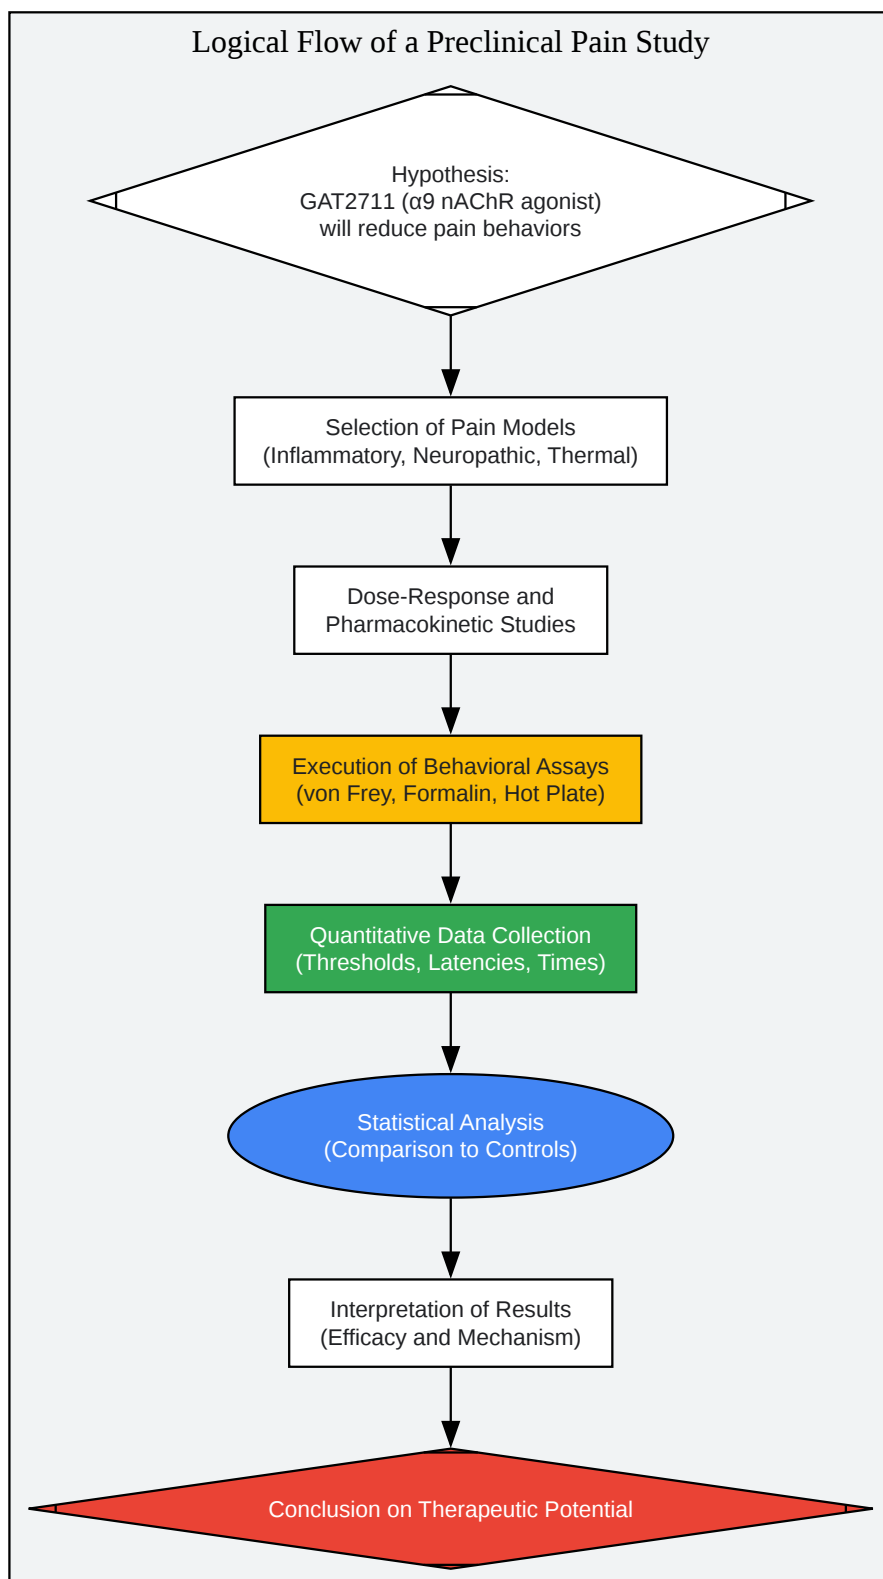 Logical Flow of a Preclinical Pain Study
Hypothesis:
GAT2711 (α9 nAChR agonist)
will reduce pain behaviors
Selection of Pain Models
(Inflammatory, Neuropathic, Thermal)
Dose-Response and
Pharmacokinetic Studies
Execution of Behavioral Assays
(von Frey, Formalin, Hot Plate)
Quantitative Data Collection
(Thresholds, Latencies, Times)
Statistical Analysis
(Comparison to Controls)
Interpretation of Results
(Efficacy and Mechanism)
Conclusion on Therapeutic Potential